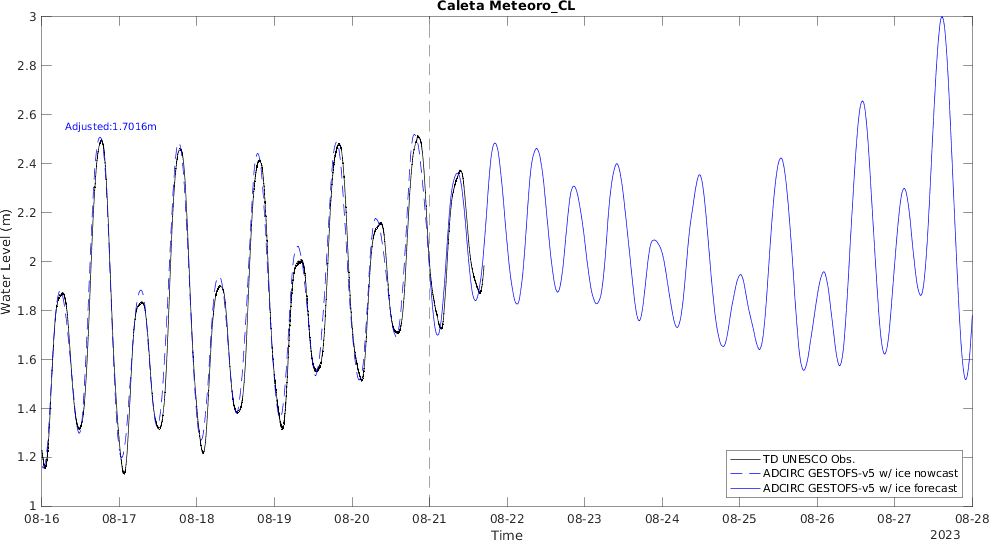 Caleta Meteoro_CL
3
2.8
2.6
2.4
2.2
2
1.8
1.6
1.4
1.2
1
Water Level (m)
Adjusted:1.7016m
TD UNESCO Obs.
ADCIRC GESTOFS-v5 w/ ice nowcast
ADCIRC GESTOFS-v5 w/ ice forecast
08-16 08-17 08-18 08-19 08-20 08-21 08-22 08-23 08-24 08-25 08-26 08-27 08-28
Time
2023